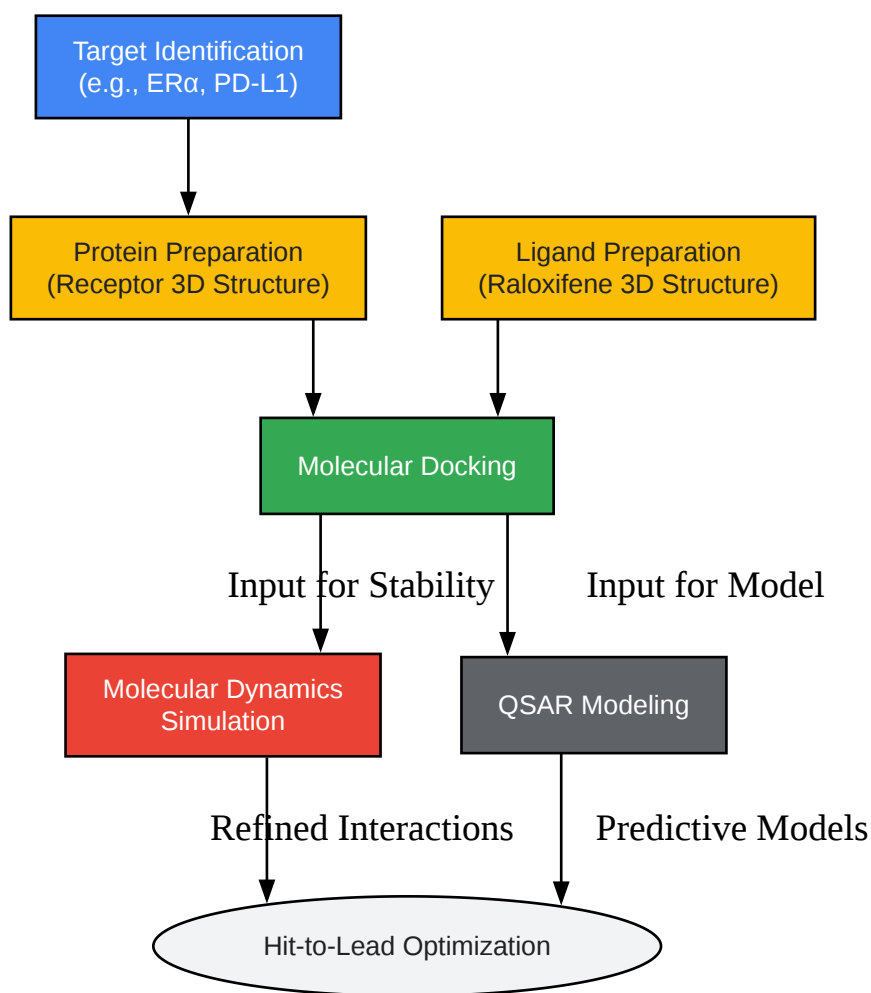 Target Identification
(e.g., ERα, PD-L1)
Protein Preparation
(Receptor 3D Structure)
Ligand Preparation
(Raloxifene 3D Structure)
Molecular Docking
Input for Stability
Input for Model
Molecular Dynamics
Simulation
QSAR Modeling
Refined Interactions
Predictive Models
Hit-to-Lead Optimization